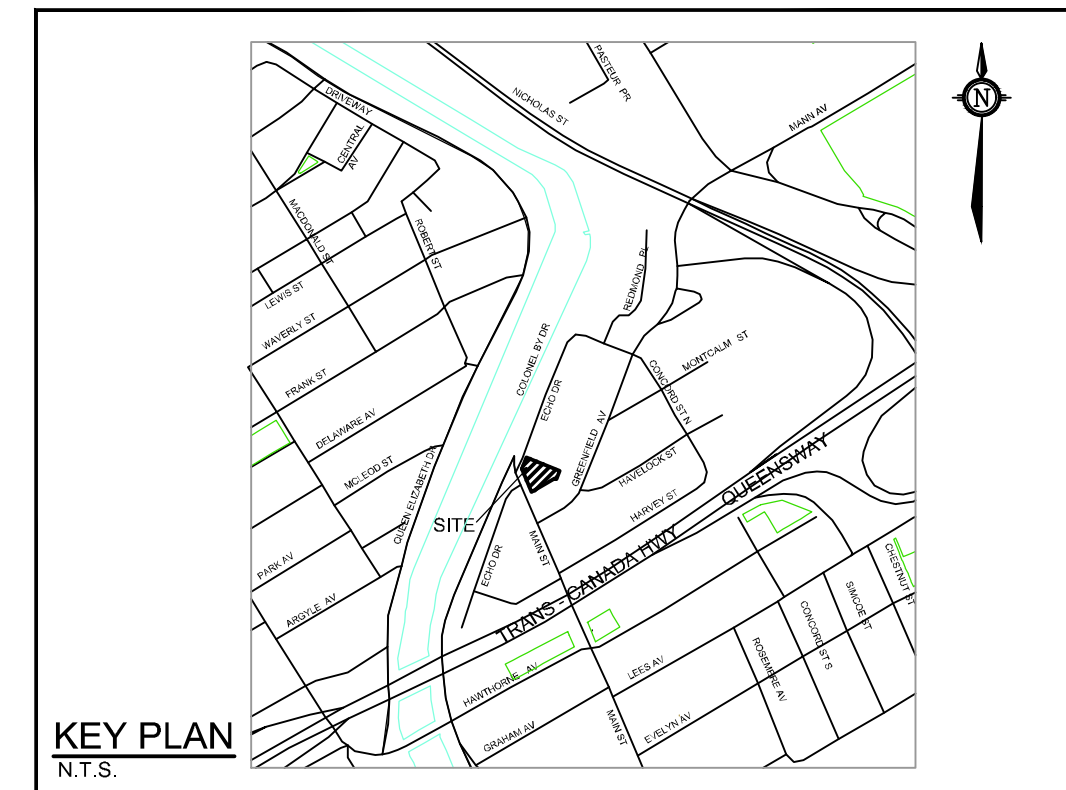 PASTEUR PR
NICHOLAS ST
DRIVEWAY
MANN AV
N
CENTRAL
AV
MACDONALD ST
ROBERT ST
REDMOND PL
LEWIS ST
WAVERLY ST
COLONEL BY DR
MONTCALM ST
FRANK ST
CONCORD ST N
ECHO DR
DELAWARE AV
GREENFIELD AV
MCLEOD ST
QUEEN ELIZABETH DR
HAVELOCK ST
QUEENSWAY
HARVEY ST
SITE
MAIN ST
PARK AV
ECHO DR
TRANS - CANADA HWY
CHESTNUT ST
SIMCOE ST
ARGYLE AV
CONCORD ST S
ROSEMERE AV
LEES AV
HAWTHORNE AV
MAIN ST
EVELYN AV
GRAHAM AV
KEY PLAN
N.T.S.